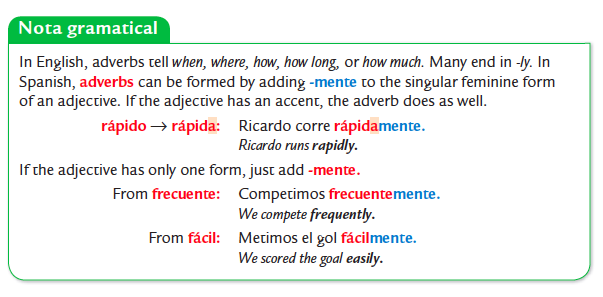 Nota gramatical
In English, adverbs tell when, where, how, how long, or how much. Many end in -ly. In
Spanish, adverbs can be formed by adding -mente to the singular feminine form
of an adjective. If the adjective has an accent, the adverb does as well.
rápido → rápida: Ricardo corre rápidamente.
Ricardo runs rapidly.
If the adjective has only one form, just add -mente.
From frecuente: Competimos frecuentemente.
We compete frequently.
From fácil: Metimos el gol fácilmente.
We scored the goal easily.